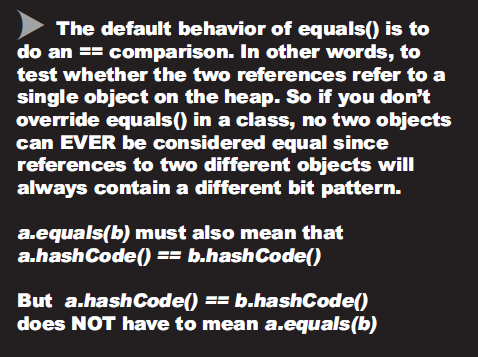 The default behavior of equals() is to
do an == comparison. In other words, to
test whether the two references refer to a
single object on the heap. So if you don’t
override equals() in a class, no two objects
can EVER be considered equal since
references to two different objects will
always contain a different bit pattern.
a.equals(b) must also mean that
a.hashCode() == b.hashCode()
But a.hashCode() == b.hashCode()
does NOT have to mean a.equals(b)